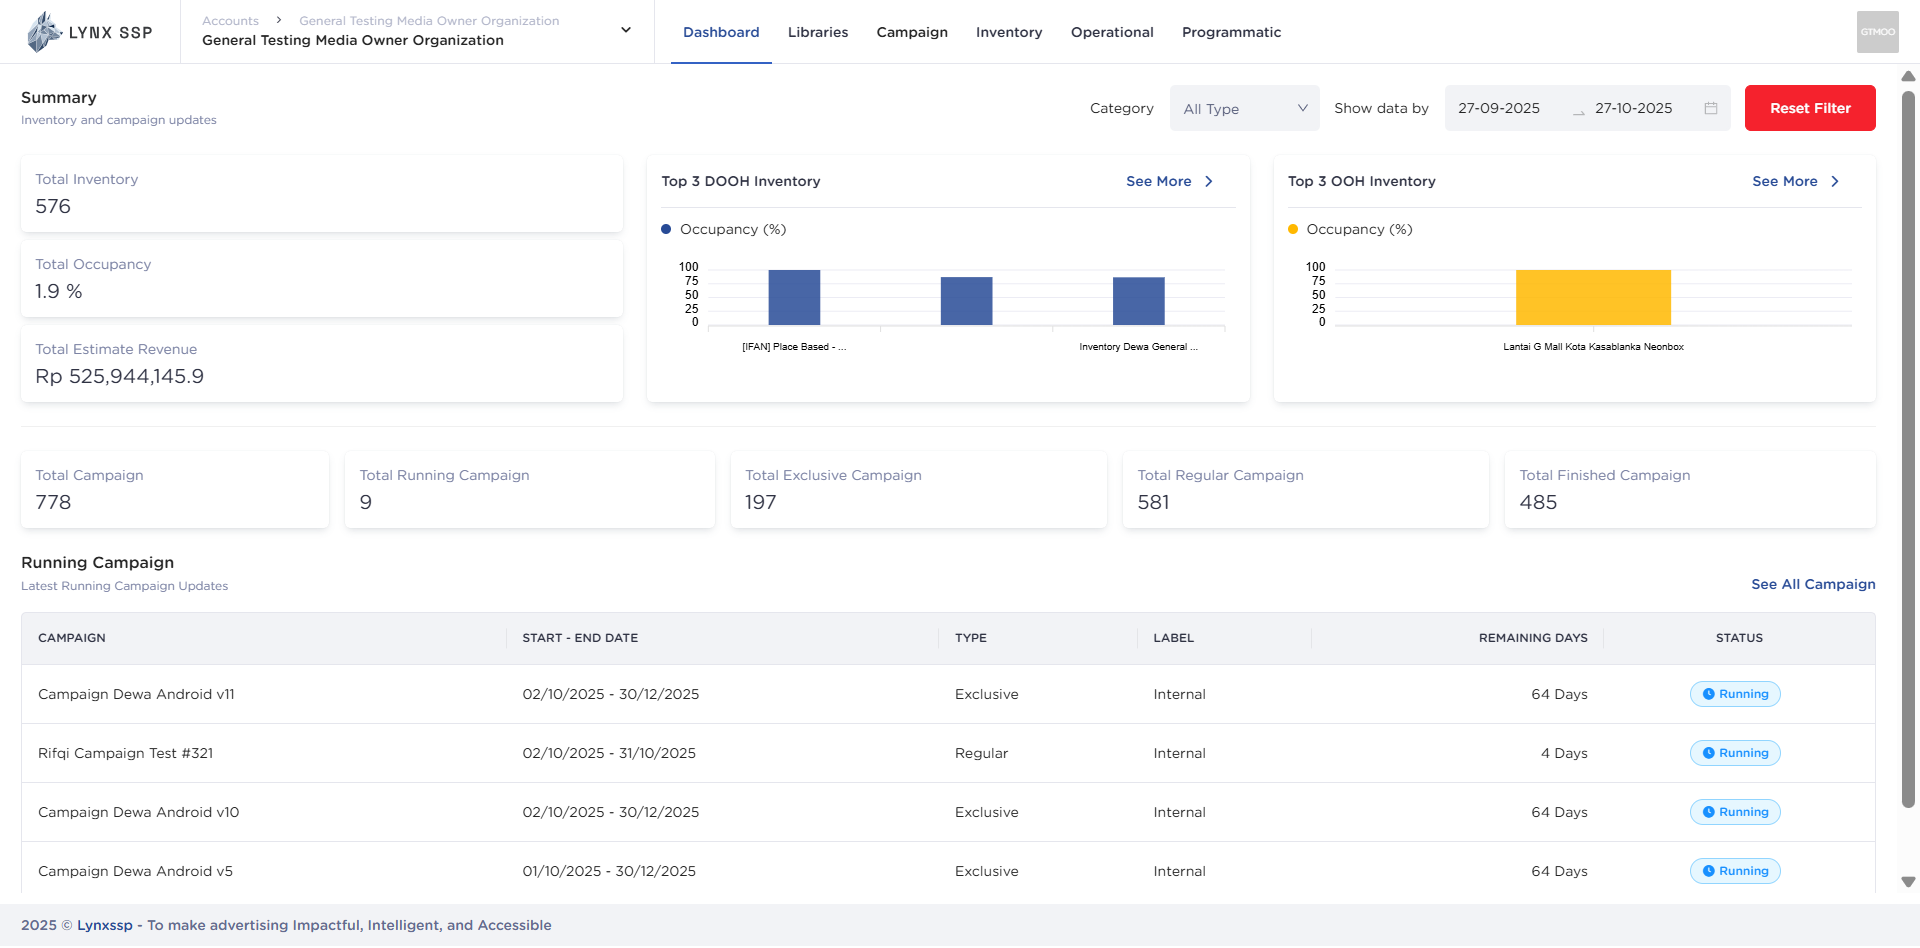 LYNX SSP
Accounts > General Testing Media Owner Organization
General Testing Media Owner Organization
Dashboard
Libraries
Campaign
Inventory
Operational
Programmatic
GTMOO
Summary
Inventory and campaign updates
Category
All Type
Show data by
27-09-2025
27-10-2025
Reset Filter
Total Inventory
576
Total Occupancy
1.9 %
Total Estimate Revenue
Rp 525,944,145.9
Top 3 DOOH Inventory
See More
Occupancy (%)
100
75
50
25
0
[IFAN] Place Based - ...
Inventory Dewa General ...
Top 3 OOH Inventory
See More
Occupancy (%)
100
75
50
25
0
Lantai G Mall Kota Kasablanka Neonbox
Total Campaign
778
Total Running Campaign
9
Total Exclusive Campaign
197
Total Regular Campaign
581
Total Finished Campaign
485
Running Campaign
Latest Running Campaign Updates
See All Campaign
CAMPAIGN START - END DATE TYPE LABEL REMAINING DAYS STATUS
Campaign Dewa Android v11 02/10/2025 - 30/12/2025 Exclusive Internal 64 Days Running
Rifqi Campaign Test #321 02/10/2025 - 31/10/2025 Regular Internal 4 Days Running
Campaign Dewa Android v10 02/10/2025 - 30/12/2025 Exclusive Internal 64 Days Running
Campaign Dewa Android v5 01/10/2025 - 30/12/2025 Exclusive Internal 64 Days Running
2025 © Lynxssp - To make advertising Impactful, Intelligent, and Accessible